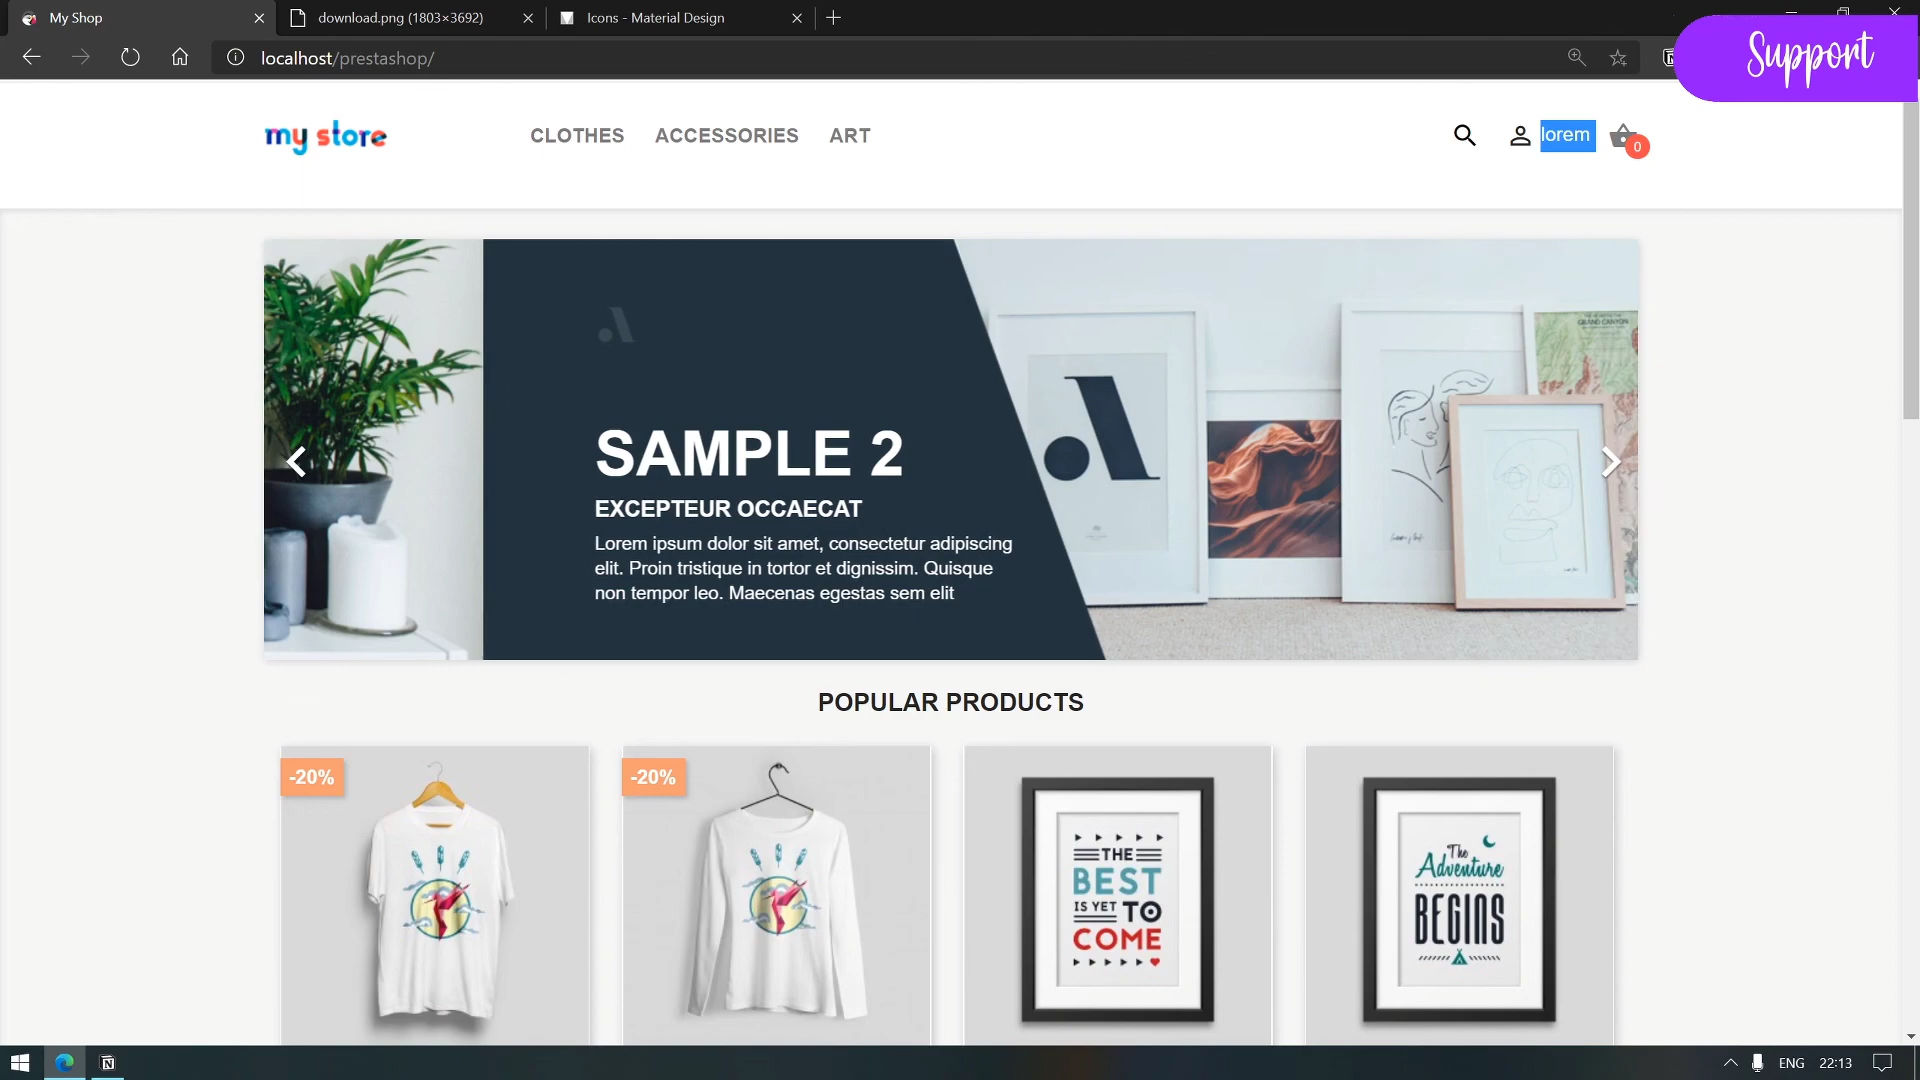 My Shop
download.png (1803×3692)
Icons - Material Design
localhost/prestashop/
Support
my store
CLOTHES
ACCESSORIES
ART
lorem
0
SAMPLE 2
EXCEPTEUR OCCAECAT
Lorem ipsum dolor sit amet, consectetur adipiscing
elit. Proin tristique in tortor et dignissim. Quisque
non tempor leo. Maecenas egestas sem elit
GRAND CANYON
POPULAR PRODUCTS
-20%
-20%
THE
BEST
IS YET TO
COME
The
Adventure
BEGINS
ENG
22:13